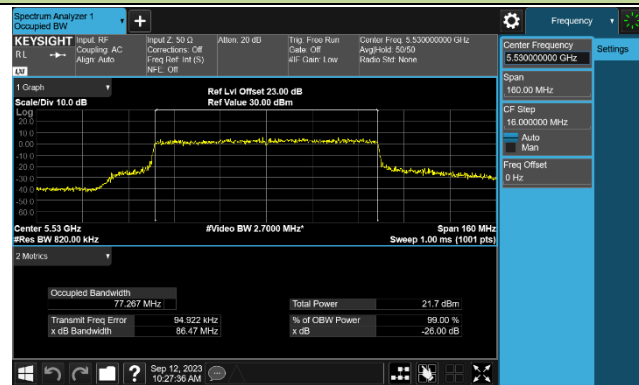 Spectrum Analyzer 1
Occupied BW
+
Frequency
KEYSIGHT
RL
LXI
Input: RF
Coupling: AC
Align: Auto
Input Z: 50 Ω
Corrections: Off
Freq Ref: Int (S)
NFE: Off
Atten: 20 dB
Trig: Free Run
Gate: Off
#IF Gain: Low
Center Freq: 5.530000000 GHz
Avg|Hold: 50/50
Radio Std: None
Center Frequency
5.530000000 GHz
Settings
Span
160.00 MHz
CF Step
16.000000 MHz
Auto
Man
Freq Offset
0 Hz
1 Graph
Scale/Div 10.0 dB
Ref Lvl Offset 23.00 dB
Ref Value 30.00 dBm
Log
20.0
10.0
0.00
-10.0
-20.0
-30.0
-40.0
-50.0
-60.0
Center 5.53 GHz
#Video BW 2.7000 MHz*
Span 160 MHz
#Res BW 820.00 kHz
Sweep 1.00 ms (1001 pts)
2 Metrics
Occupied Bandwidth
77.267 MHz
Total Power
21.7 dBm
Transmit Freq Error
94.922 kHz
% of OBW Power
99.00 %
x dB Bandwidth
86.47 MHz
x dB
-26.00 dB
?
Sep 12, 2023
10:27:36 AM